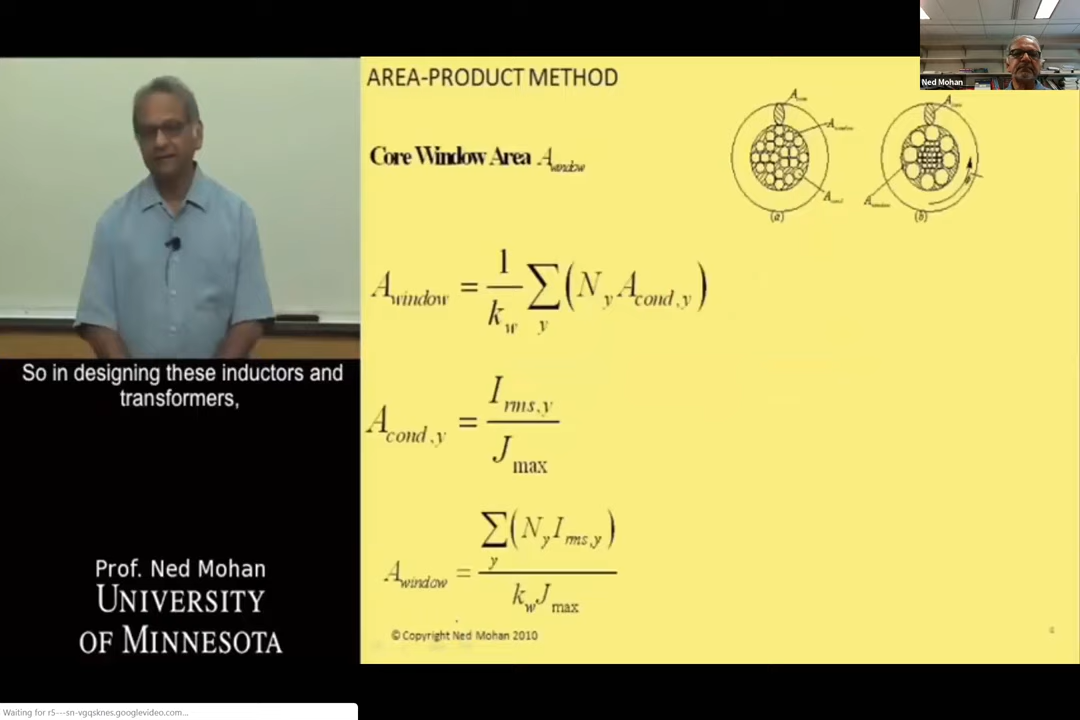 AREA-PRODUCT METHOD
Ned Mohan
Core Window Area A_window
(a)
(b)
A_window = 1/k_w ∑_y (N_y A_cond,y)
So in designing these inductors and
transformers,
A_cond,y = I_rms,y / J_max
A_window = ∑_y (N_y I_rms,y) / k_w J_max
Prof. Ned Mohan
UNIVERSITY
OF MINNESOTA
© Copyright Ned Mohan 2010
Waiting for r5---sn-vgqsknes.googlevideo.com...